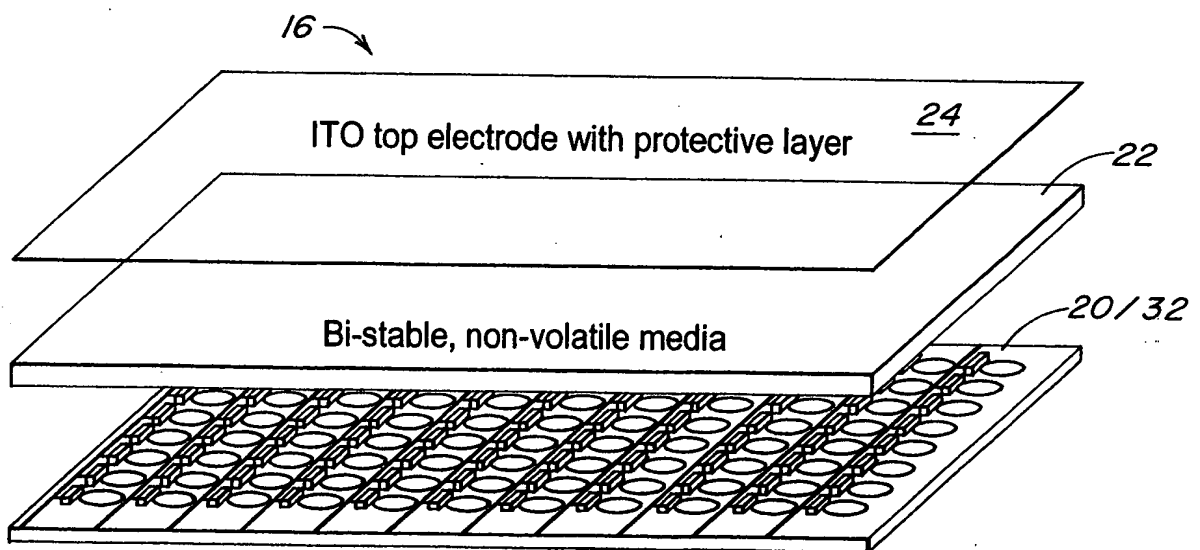 16
ITO top electrode with protective layer
24
22
Bi-stable, non-volatile media
20/32